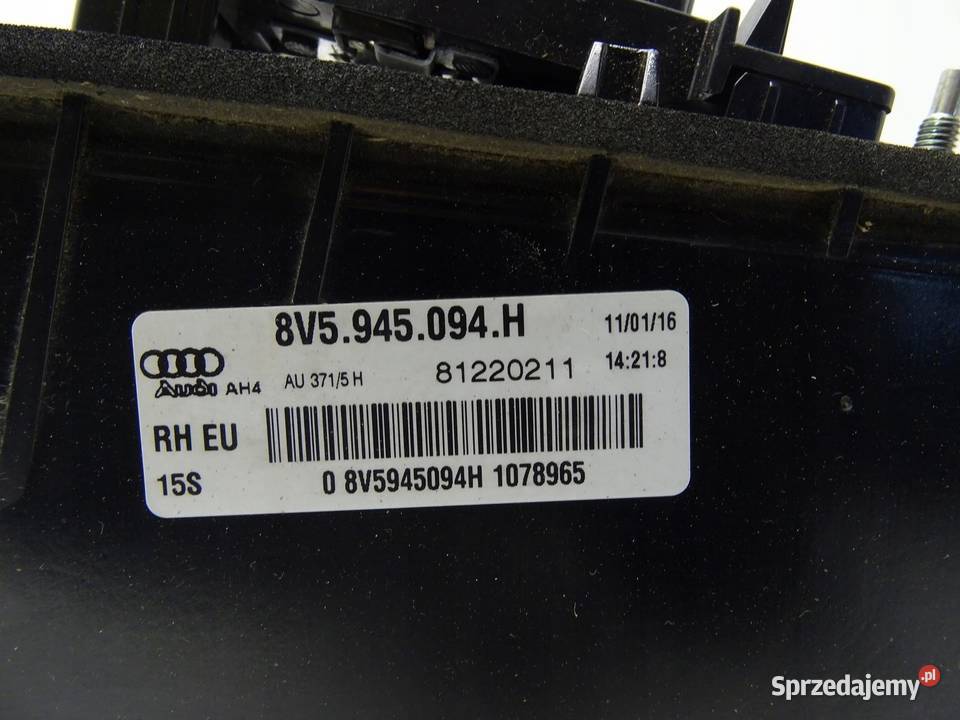 8V5.945.094.H 11/01/16
Audi AH4 AU 371/5 H 81220211 14:21:8
RH EU
15S 0 8V5945094H 1078965
Sprzedajemy.pl